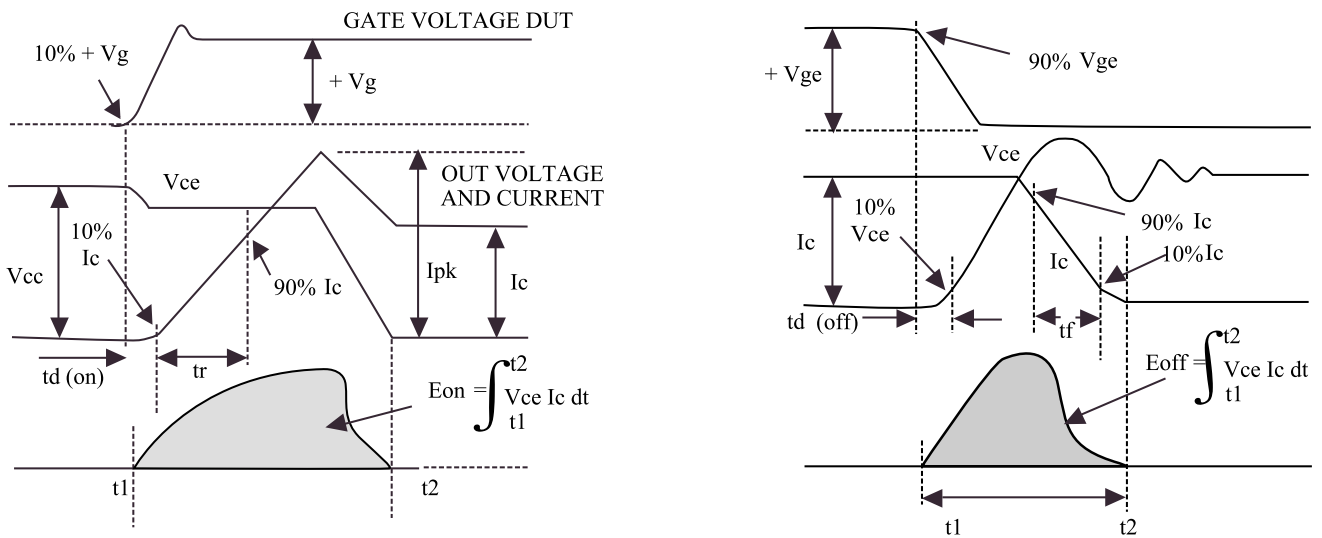 GATE VOLTAGE DUT
10% + Vg
+ Vg
Vce
OUT VOLTAGE
AND CURRENT
10%
Ic
Vcc
90% Ic
Ipk
Ic
td (on)
tr
Eon = ∫ t2
Vce Ic dt
t1
t1
t2
90% Vge
+ Vge
Vce
10%
Vce
90% Ic
Ic
Ic
10% Ic
td (off)
tf
Eoff = ∫ t2
Vce Ic dt
t1
t1
t2